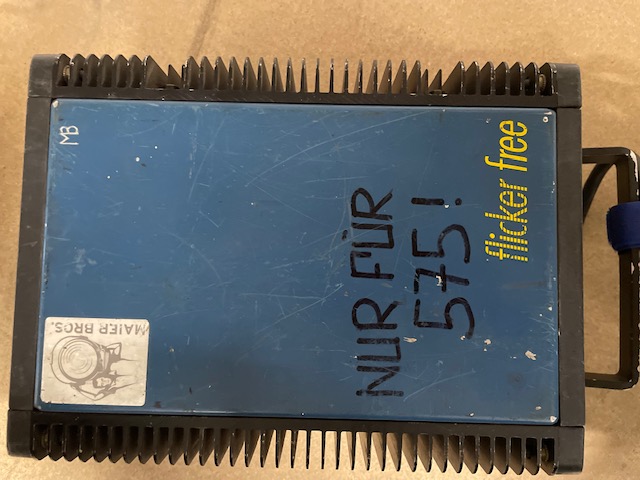 flicker free
NUR FÜR
575!
MB
MAIER BROS.